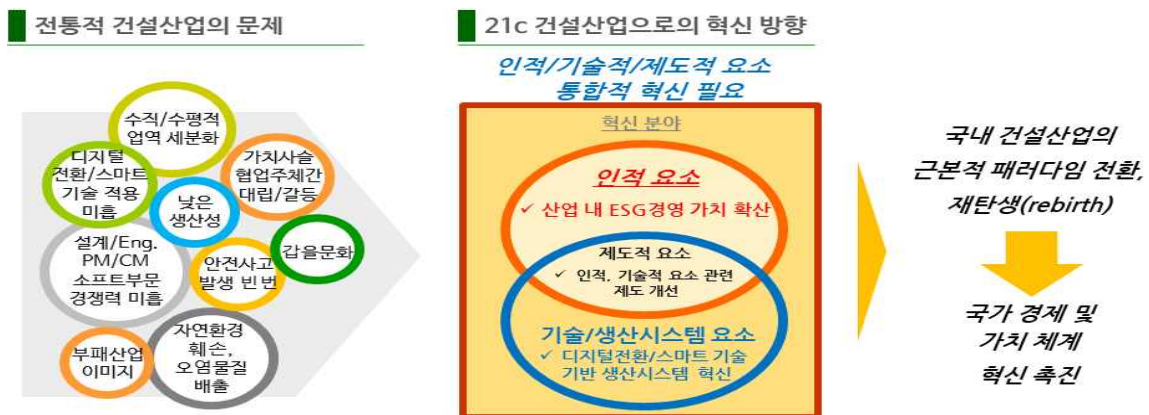 전통적 건설산업의 문제
수직/수평적
업역 세분화
디지털
전환/스마트
기술 적용
미흡
가치사슬
협업주체간
대립/갈등
낮은
생산성
설계/Eng.
PM/CM
소프트부문
경쟁력 미흡
안전사고
발생 빈번
갑을문화
부패산업
이미지
자연환경
훼손,
오염물질
배출
21c 건설산업으로의 혁신 방향
인적/기술적/제도적 요소
통합적 혁신 필요
혁신 분야
인적 요소
✓ 산업 내 ESG경영 가치 확산
제도적 요소
✓ 인적, 기술적 요소 관련
제도 개선
기술/생산시스템 요소
✓ 디지털전환/스마트 기술
기반 생산시스템 혁신
국내 건설산업의
근본적 패러다임 전환,
재탄생(rebirth)
국가 경제 및
가치 체계
혁신 촉진